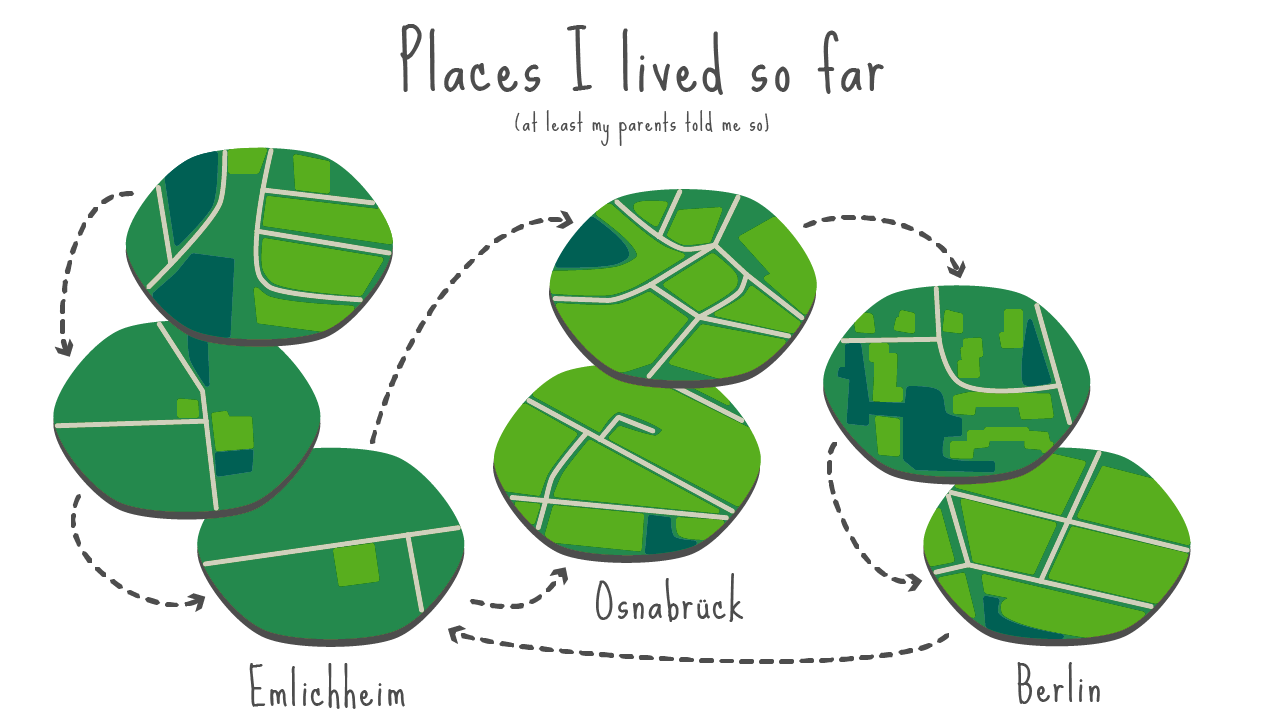 Places I lived so far
(at least my parents told me so)
Osnabrück
Emlichheim
Berlin